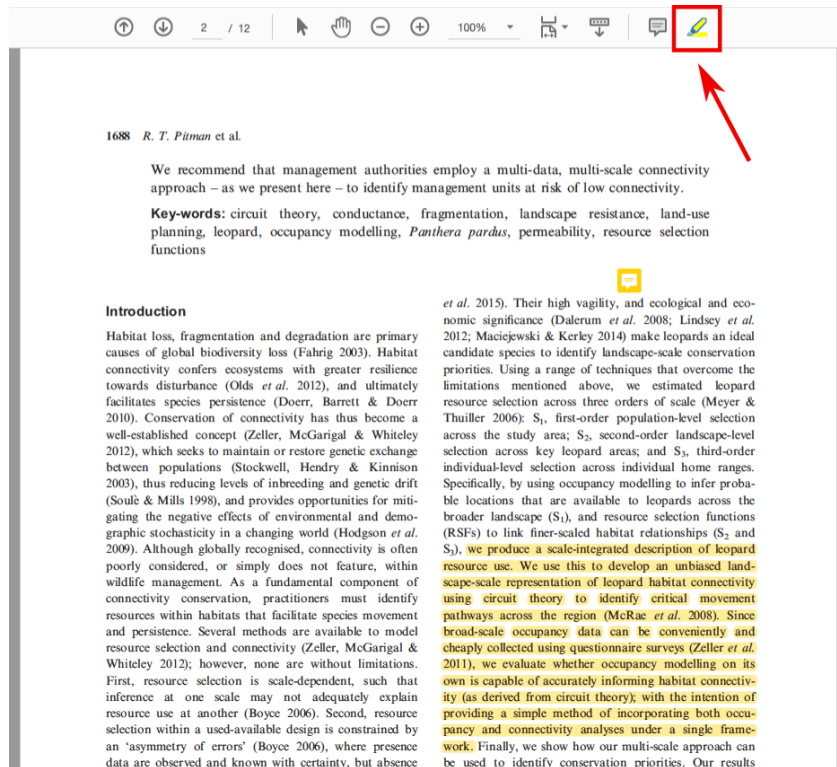 2 / 12 100%
1688 R. T. Pitman et al.
We recommend that management authorities employ a multi-data, multi-scale connectivity
approach – as we present here – to identify management units at risk of low connectivity.
Key-words: circuit theory, conductance, fragmentation, landscape resistance, land-use
planning, leopard, occupancy modelling, Panthera pardus, permeability, resource selection
functions
Introduction
Habitat loss, fragmentation and degradation are primary
causes of global biodiversity loss (Fahrig 2003). Habitat
connectivity confers ecosystems with greater resilience
towards disturbance (Olds et al. 2012), and ultimately
facilitates species persistence (Doerr, Barrett & Doerr
2010). Conservation of connectivity has thus become a
well-established concept (Zeller, McGarigal & Whiteley
2012), which seeks to maintain or restore genetic exchange
between populations (Stockwell, Hendry & Kinnison
2003), thus reducing levels of inbreeding and genetic drift
(Soulè & Mills 1998), and provides opportunities for miti-
gating the negative effects of environmental and demo-
graphic stochasticity in a changing world (Hodgson et al.
2009). Although globally recognised, connectivity is often
poorly considered, or simply does not feature, within
wildlife management. As a fundamental component of
connectivity conservation, practitioners must identify
resources within habitats that facilitate species movement
and persistence. Several methods are available to model
resource selection and connectivity (Zeller, McGarigal &
Whiteley 2012); however, none are without limitations.
First, resource selection is scale-dependent, such that
inference at one scale may not adequately explain
resource use at another (Boyce 2006). Second, resource
selection within a used-available design is constrained by
an ‘asymmetry of errors’ (Boyce 2006), where presence
data are observed and known with certainty, but absence
et al. 2015). Their high vagility, and ecological and eco-
nomic significance (Dalerum et al. 2008; Lindsey et al.
2012; Maciejewski & Kerley 2014) make leopards an ideal
candidate species to identify landscape-scale conservation
priorities. Using a range of techniques that overcome the
limitations mentioned above, we estimated leopard
resource selection across three orders of scale (Meyer &
Thuiller 2006): S₁, first-order population-level selection
across the study area; S₂, second-order landscape-level
selection across key leopard areas; and S₃, third-order
individual-level selection across individual home ranges.
Specifically, by using occupancy modelling to infer proba-
ble locations that are available to leopards across the
broader landscape (S₁), and resource selection functions
(RSFs) to link finer-scaled habitat relationships (S₂ and
S₃), we produce a scale-integrated description of leopard
resource use. We use this to develop an unbiased land-
scape-scale representation of leopard habitat connectivity
using circuit theory to identify critical movement
pathways across the region (McRae et al. 2008). Since
broad-scale occupancy data can be conveniently and
cheaply collected using questionnaire surveys (Zeller et al.
2011), we evaluate whether occupancy modelling on its
own is capable of accurately informing habitat connectiv-
ity (as derived from circuit theory); with the intention of
providing a simple method of incorporating both occu-
pancy and connectivity analyses under a single frame-
work. Finally, we show how our multi-scale approach can
be used to identify conservation priorities. Our results